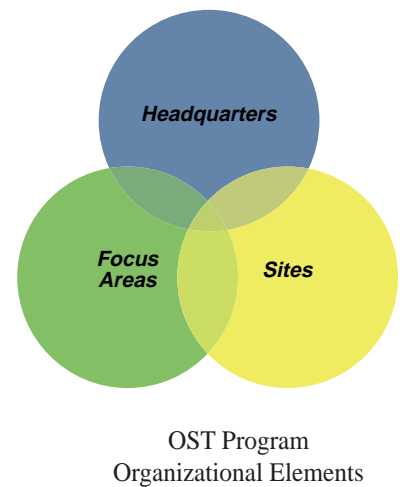 Headquarters
Focus
Areas
Sites
OST Program
Organizational Elements